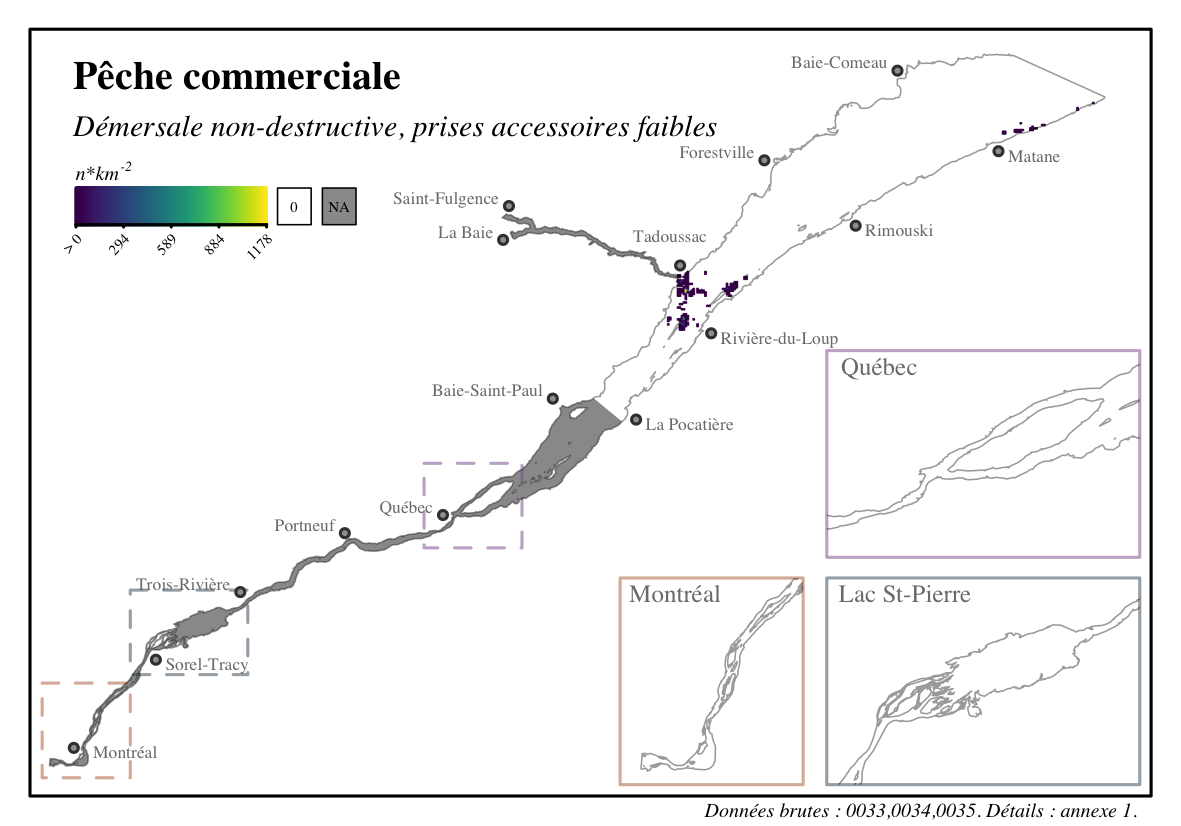 Pêche commerciale
Démersale non-destructive, prises accessoires faibles
n*km-2
0
NA
> 0
294
589
884
1178
Baie-Comeau
Forestville
Matane
Saint-Fulgence
La Baie
Tadoussac
Rimouski
Rivière-du-Loup
Baie-Saint-Paul
La Pocatière
Québec
Québec
Portneuf
Trois-Rivière
Sorel-Tracy
Montréal
Montréal
Lac St-Pierre
Données brutes : 0033,0034,0035. Détails : annexe 1.